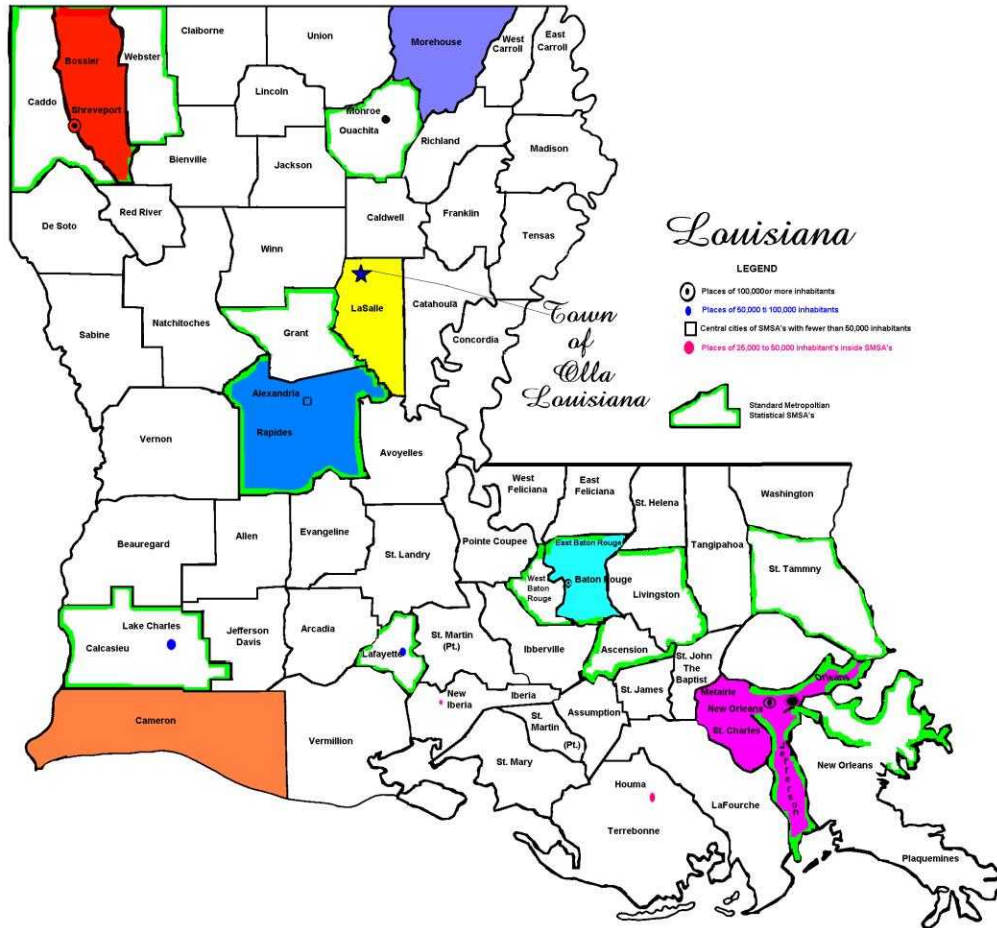 Claiborne
Union
Morehouse
West
Carroll
East
Carroll
Bossier
Webster
Caddo
Shreveport
Lincoln
Monroe
Ouachita
Richland
Madison
Bienville
Jackson
De Soto
Red River
Caldwell
Franklin
Tensas
Winn
LaSalle
Catahoula
Natchitoches
Sabine
Grant
Concordia
Town
of
Olla
Louisiana
Louisiana
LEGEND
Places of 100,000or more inhabitants
Places of 50,000 ti 100,000 inhabitants
Central cities of SMSA's with fewer than 50,000 inhabitants
Places of 25,000 to 50,000 inhabitant's inside SMSA's
Standard Metropoltian
Statistical SMSA's
Alexandria
Rapides
Vernon
Avoyelles
West
Feliciana
East
Feliciana
St. Helena
Washington
Beauregard
Allen
Evangeline
St. Landry
Pointe Coupee
East Baton Rouge
Tangipahoa
St. Tammny
West
Baton
Rouge
Baton Rouge
Livingston
Lake Charles
Calcasieu
Jefferson
Davis
Arcadia
Lafayette
St. Martin
(Pt.)
Ibberville
Ascension
St. John
The
Baptist
St. James
Cameron
Vermillion
New
Iberia
Iberia
St.
Martin
(Pt.)
Assumption
St. Mary
Metairie
Orleans
New Orleans
St. Charles
Jefferson
New Orleans
Houma
Terrebonne
LaFourche
Plaquemines